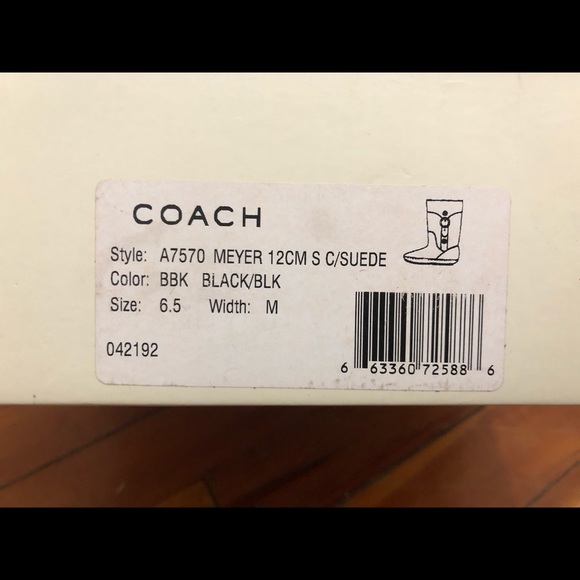 COACH
Style: A7570 MEYER 12CM S C/SUEDE
Color: BBK BLACK/BLK
Size: 6.5 Width: M
042192
6 63360 72588 6